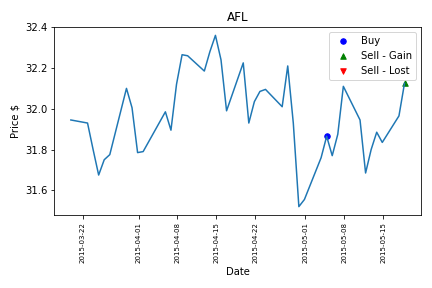 AFL
Price $
32.4
32.2
32.0
31.8
31.6
Buy
Sell - Gain
Sell - Lost
2015-03-22
2015-04-01
2015-04-08
2015-04-15
2015-04-22
2015-05-01
2015-05-08
2015-05-15
Date